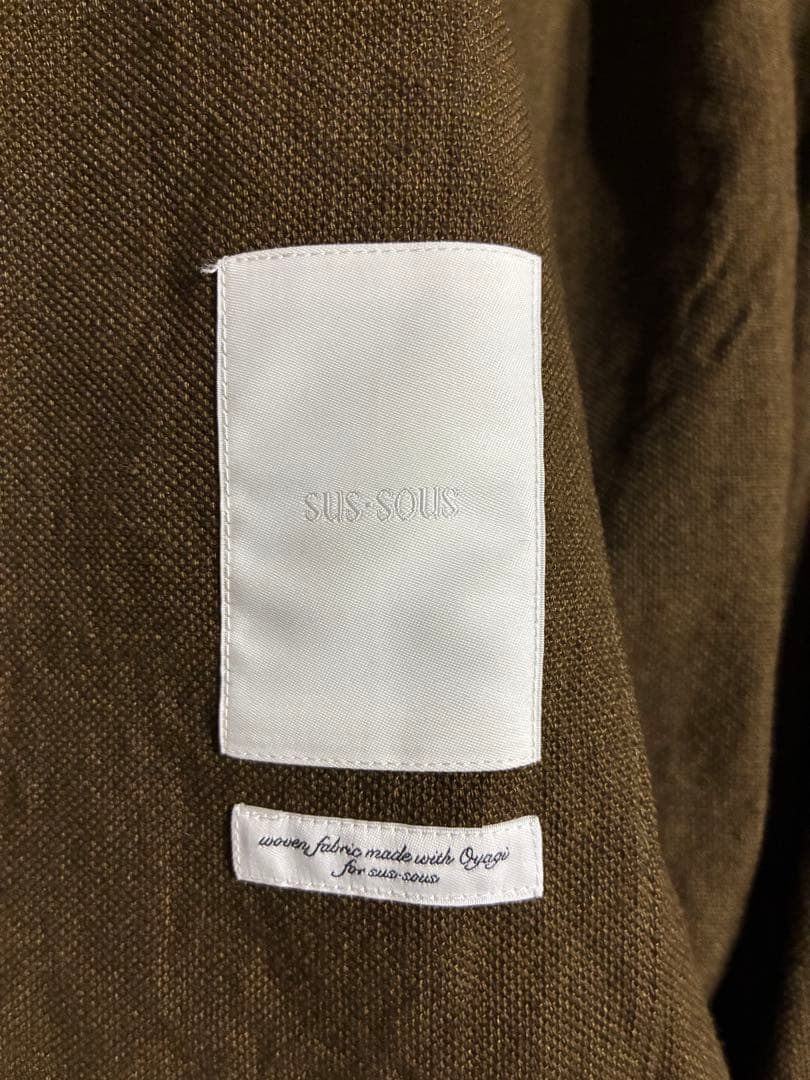 sus-sous
woven fabric made with Oyagi
for sus-sous